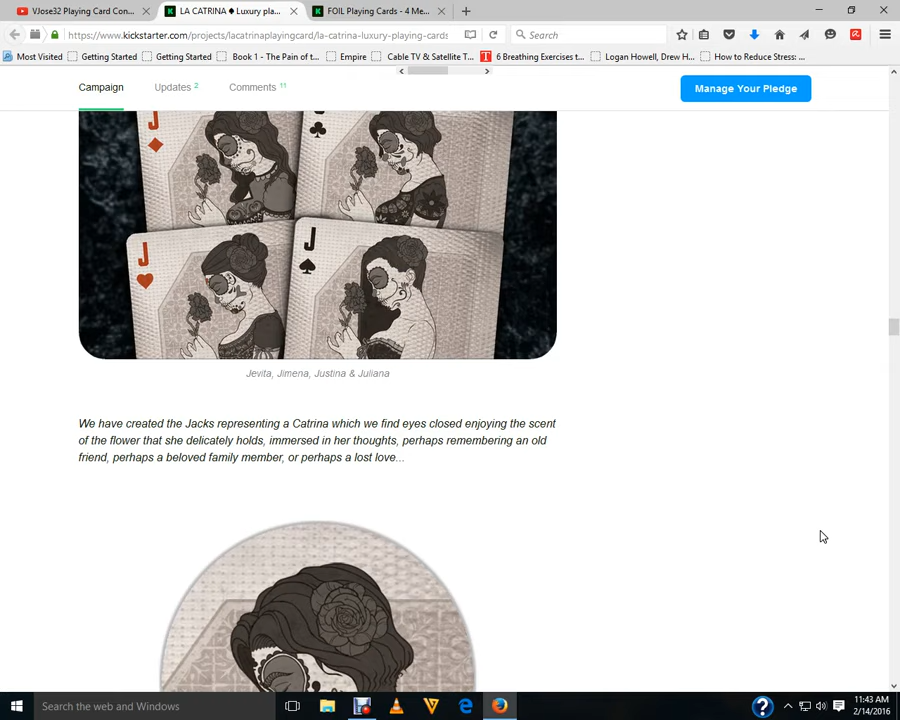 VJose32 Playing Card Con...
LA CATRINA ♦ Luxury pla...
FOIL Playing Cards - 4 Me...
https://www.kickstarter.com/projects/lacatrinaplayingcard/la-catrina-luxury-playing-cards
Search
Most Visited
Getting Started
Getting Started
Book 1 - The Pain of t...
Empire
Cable TV & Satellite T...
6 Breathing Exercises t...
Logan Howell, Drew H...
How to Reduce Stress: ...
Campaign
Updates 2
Comments 11
Manage Your Pledge
J
J
J
Jevita, Jimena, Justina & Juliana
We have created the Jacks representing a Catrina which we find eyes closed enjoying the scent
of the flower that she delicately holds, immersed in her thoughts, perhaps remembering an old
friend, perhaps a beloved family member, or perhaps a lost love...
Search the web and Windows
11:43 AM
2/14/2016